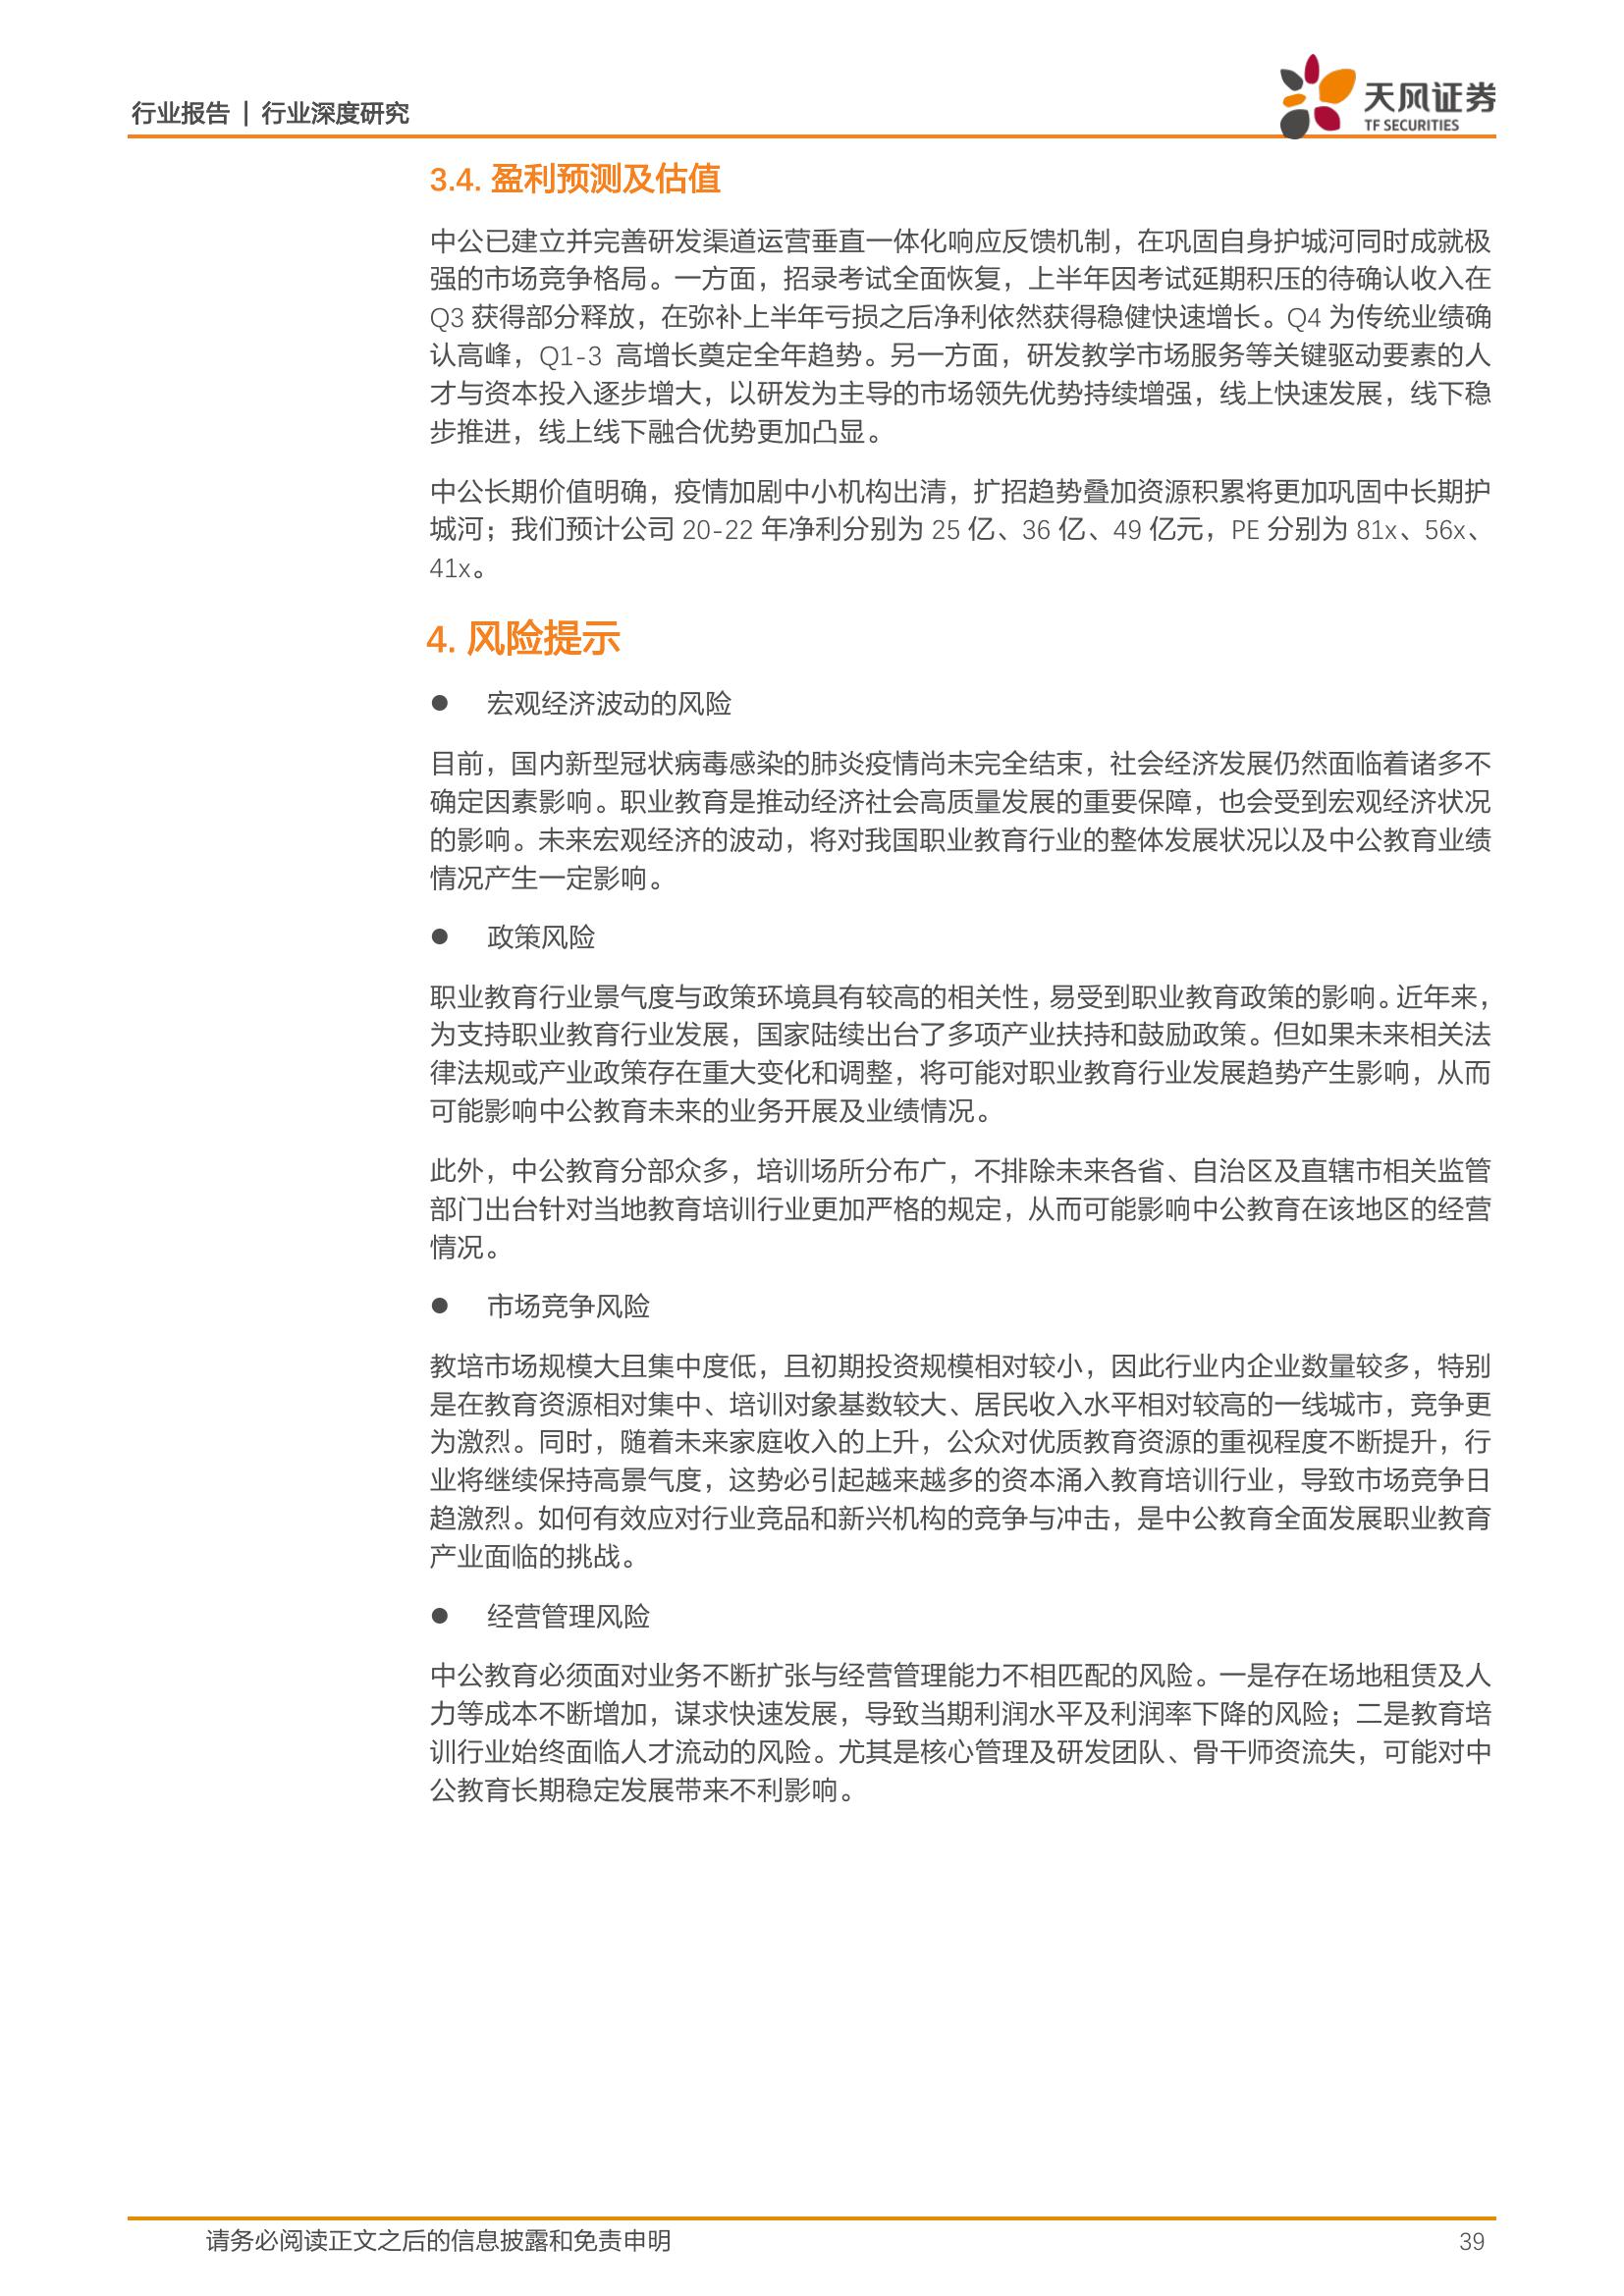 行业报告 | 行业深度研究
天风证券
TF SECURITIES
3.4. 盈利预测及估值
中公已建立并完善研发渠道运营垂直一体化响应反馈机制，在巩固自身护城河同时成就极
强的市场竞争格局。一方面，招录考试全面恢复，上半年因考试延期积压的待确认收入在
Q3 获得部分释放，在弥补上半年亏损之后净利依然获得稳健快速增长。Q4 为传统业绩确
认高峰，Q1-3 高增长奠定全年趋势。另一方面，研发教学市场服务等关键驱动要素的人
才与资本投入逐步增大，以研发为主导的市场领先优势持续增强，线上快速发展，线下稳
步推进，线上线下融合优势更加凸显。
中公长期价值明确，疫情加剧中小机构出清，扩招趋势叠加资源积累将更加巩固中长期护
城河；我们预计公司 20-22 年净利分别为 25 亿、36 亿、49 亿元，PE 分别为 81x、56x、
41x。
4. 风险提示
● 宏观经济波动的风险
目前，国内新型冠状病毒感染的肺炎疫情尚未完全结束，社会经济发展仍然面临着诸多不
确定因素影响。职业教育是推动经济社会高质量发展的重要保障，也会受到宏观经济状况
的影响。未来宏观经济的波动，将对我国职业教育行业的整体发展状况以及中公教育业绩
情况产生一定影响。
● 政策风险
职业教育行业景气度与政策环境具有较高的相关性，易受到职业教育政策的影响。近年来，
为支持职业教育行业发展，国家陆续出台了多项产业扶持和鼓励政策。但如果未来相关法
律法规或产业政策存在重大变化和调整，将可能对职业教育行业发展趋势产生影响，从而
可能影响中公教育未来的业务开展及业绩情况。
此外，中公教育分部众多，培训场所分布广，不排除未来各省、自治区及直辖市相关监管
部门出台针对当地教育培训行业更加严格的规定，从而可能影响中公教育在该地区的经营
情况。
● 市场竞争风险
教培市场规模大且集中度低，且初期投资规模相对较小，因此行业内企业数量较多，特别
是在教育资源相对集中、培训对象基数较大、居民收入水平相对较高的一线城市，竞争更
为激烈。同时，随着未来家庭收入的上升，公众对优质教育资源的重视程度不断提升，行
业将继续保持高景气度，这势必引起越来越多的资本涌入教育培训行业，导致市场竞争日
趋激烈。如何有效应对行业竞品和新兴机构的竞争与冲击，是中公教育全面发展职业教育
产业面临的挑战。
● 经营管理风险
中公教育必须面对业务不断扩张与经营管理能力不相匹配的风险。一是存在场地租赁及人
力等成本不断增加，谋求快速发展，导致当期利润水平及利润率下降的风险；二是教育培
训行业始终面临人才流动的风险。尤其是核心管理及研发团队、骨干师资流失，可能对中
公教育长期稳定发展带来不利影响。
请务必阅读正文之后的信息披露和免责申明
39